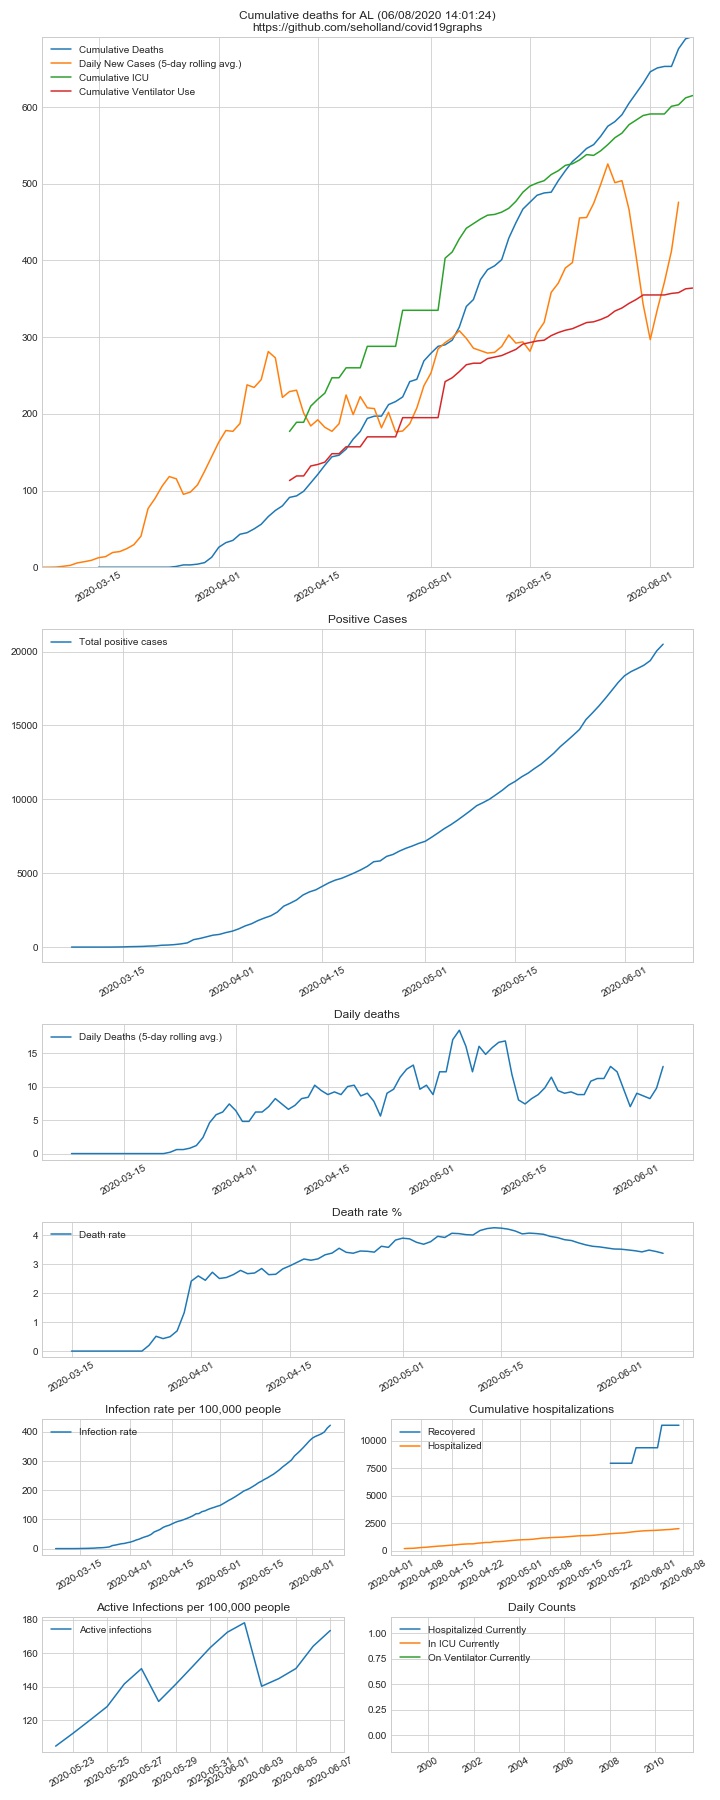 Cumulative deaths for AL (06/08/2020 14:01:24)
https://github.com/seholland/covid19graphs
Cumulative Deaths
Daily New Cases (5-day rolling avg.)
Cumulative ICU
Cumulative Ventilator Use
600
500
400
300
200
100
0
2020-03-15 2020-04-01 2020-04-15 2020-05-01 2020-05-15 2020-06-01
Positive Cases
Total positive cases
20000
15000
10000
5000
0
2020-03-15 2020-04-01 2020-04-15 2020-05-01 2020-05-15 2020-06-01
Daily deaths
Daily Deaths (5-day rolling avg.)
15
10
5
0
2020-03-15 2020-04-01 2020-04-15 2020-05-01 2020-05-15 2020-06-01
Death rate %
Death rate
4
3
2
1
0
2020-03-15 2020-04-01 2020-04-15 2020-05-01 2020-05-15 2020-06-01
Infection rate per 100,000 people
Infection rate
400
300
200
100
0
2020-03-15 2020-04-01 2020-04-15 2020-05-01 2020-05-15 2020-06-01
Cumulative hospitalizations
Recovered
Hospitalized
10000
7500
5000
2500
0
2020-04-01 2020-04-08 2020-04-15 2020-04-22 2020-05-01 2020-05-08 2020-05-15 2020-05-22 2020-06-01 2020-06-08
Active Infections per 100,000 people
Active infections
180
160
140
120
2020-05-23 2020-05-25 2020-05-27 2020-05-29 2020-05-31 2020-06-01 2020-06-03 2020-06-05 2020-06-07
Daily Counts
Hospitalized Currently
In ICU Currently
On Ventilator Currently
1.00
0.75
0.50
0.25
0.00
2000 2002 2004 2006 2008 2010